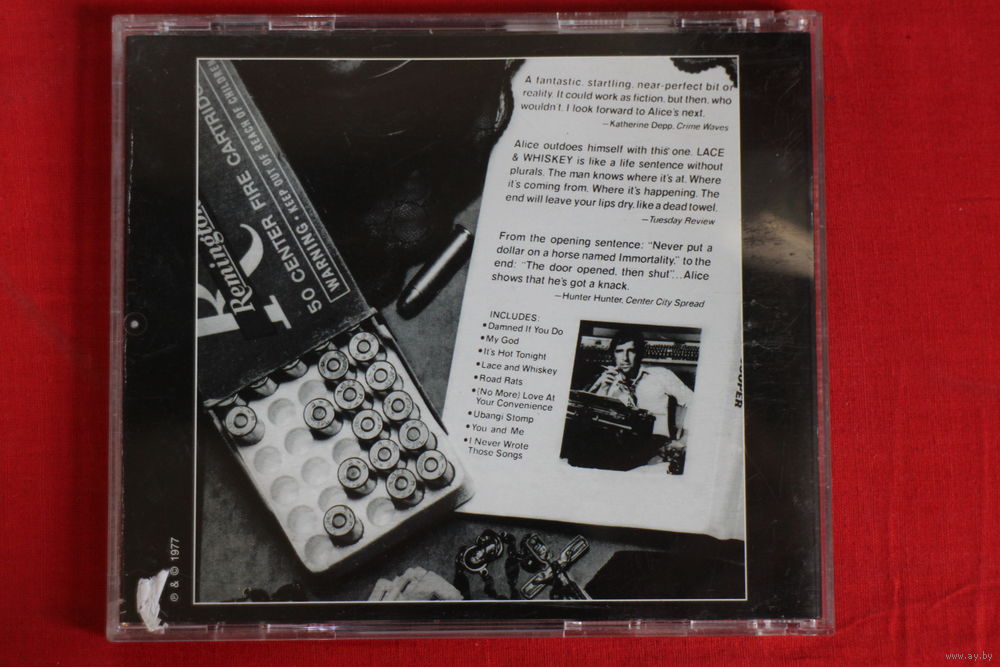 Remington
50 CENTER FIRE CARTRIDG
WARNING • KEEP OUT OF REACH OF CHILDREN
A fantastic, startling, near-perfect bit of
reality. It could work as fiction, but then, who
wouldn't. I look forward to Alice's next.
—Katherine Depp, Crime Waves
Alice outdoes himself with this one. LACE
& WHISKEY is like a life sentence without
plurals. The man knows where it's at. Where
it's coming from. Where it's happening. The
end will leave your lips dry, like a dead towel.
—Tuesday Review
From the opening sentence: "Never put a
dollar on a horse named Immortality," to the
end: "The door opened, then shut"...Alice
shows that he's got a knack.
—Hunter Hunter, Center City Spread
INCLUDES:
•Damned If You Do
•My God
•It's Hot Tonight
•Lace and Whiskey
•Road Rats
•(No More) Love At
Your Convenience
•Ubangi Stomp
•You and Me
•I Never Wrote
Those Songs
OOPER
℗ & © 1977
www.ay.by